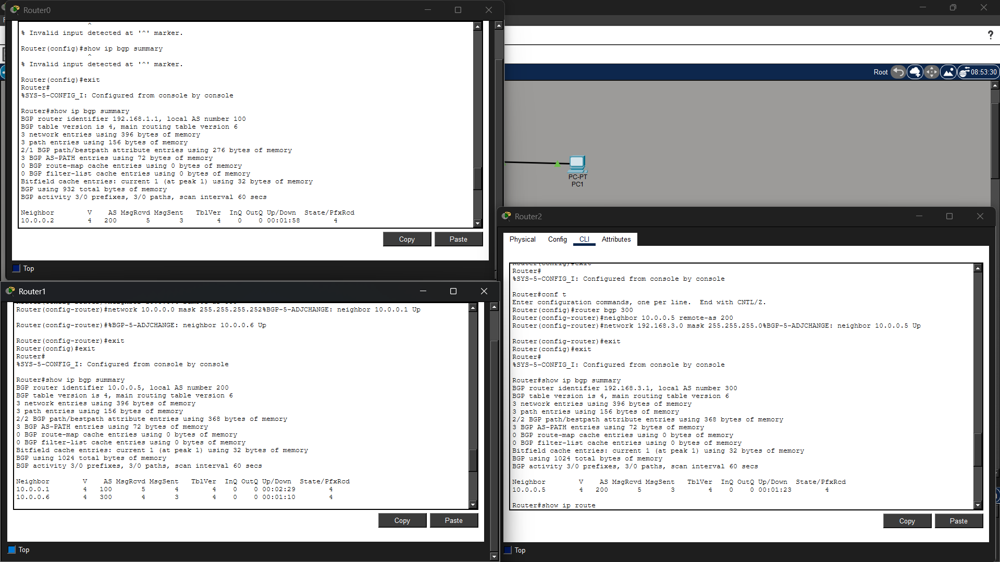 Router0
^
% Invalid input detected at '^' marker.
Router(config)#show ip bgp summary
^
% Invalid input detected at '^' marker.
Router(config)#exit
Router#
%SYS-5-CONFIG_I: Configured from console by console
Router#show ip bgp summary
BGP router identifier 192.168.1.1, local AS number 100
BGP table version is 4, main routing table version 6
3 network entries using 396 bytes of memory
3 path entries using 156 bytes of memory
2/1 BGP path/bestpath attribute entries using 276 bytes of memory
3 BGP AS-PATH entries using 72 bytes of memory
0 BGP route-map cache entries using 0 bytes of memory
0 BGP filter-list cache entries using 0 bytes of memory
Bitfield cache entries: current 1 (at peak 1) using 32 bytes of memory
BGP using 932 total bytes of memory
BGP activity 3/0 prefixes, 3/0 paths, scan interval 60 secs
Neighbor V AS MsgRcvd MsgSent TblVer InQ OutQ Up/Down State/PfxRcd
10.0.0.2 4 200 5 3 4 0 0 00:01:58 4
Copy Paste
Top
?
Root 08:53:30
PC-PT
PC1
Router1
Router(config-router)#network 10.0.0.0 mask 255.255.255.252%BGP-5-ADJCHANGE: neighbor 10.0.0.1 Up
Router(config-router)#%BGP-5-ADJCHANGE: neighbor 10.0.0.6 Up
Router(config-router)#exit
Router(config)#exit
Router#
%SYS-5-CONFIG_I: Configured from console by console
Router#show ip bgp summary
BGP router identifier 10.0.0.5, local AS number 200
BGP table version is 4, main routing table version 6
3 network entries using 396 bytes of memory
3 path entries using 156 bytes of memory
2/2 BGP path/bestpath attribute entries using 368 bytes of memory
3 BGP AS-PATH entries using 72 bytes of memory
0 BGP route-map cache entries using 0 bytes of memory
0 BGP filter-list cache entries using 0 bytes of memory
Bitfield cache entries: current 1 (at peak 1) using 32 bytes of memory
BGP using 1024 total bytes of memory
BGP activity 3/0 prefixes, 3/0 paths, scan interval 60 secs
Neighbor V AS MsgRcvd MsgSent TblVer InQ OutQ Up/Down State/PfxRcd
10.0.0.1 4 100 5 4 4 0 0 00:02:29 4
10.0.0.6 4 300 4 3 4 0 0 00:01:10 4
Copy Paste
Top
Router2
Physical Config CLI Attributes
Router(config)#exit
Router#
%SYS-5-CONFIG_I: Configured from console by console
Router#conf t
Enter configuration commands, one per line. End with CNTL/Z.
Router(config)#router bgp 300
Router(config-router)#neighbor 10.0.0.5 remote-as 200
Router(config-router)#network 192.168.3.0 mask 255.255.255.0%BGP-5-ADJCHANGE: neighbor 10.0.0.5 Up
Router(config-router)#exit
Router(config)#exit
Router#
%SYS-5-CONFIG_I: Configured from console by console
Router#show ip bgp summary
BGP router identifier 192.168.3.1, local AS number 300
BGP table version is 4, main routing table version 6
3 network entries using 396 bytes of memory
3 path entries using 156 bytes of memory
2/2 BGP path/bestpath attribute entries using 368 bytes of memory
3 BGP AS-PATH entries using 72 bytes of memory
0 BGP route-map cache entries using 0 bytes of memory
0 BGP filter-list cache entries using 0 bytes of memory
Bitfield cache entries: current 1 (at peak 1) using 32 bytes of memory
BGP using 1024 total bytes of memory
BGP activity 3/0 prefixes, 3/0 paths, scan interval 60 secs
Neighbor V AS MsgRcvd MsgSent TblVer InQ OutQ Up/Down State/PfxRcd
10.0.0.5 4 200 5 3 4 0 0 00:01:23 4
Router#show ip route
Copy Paste
Top